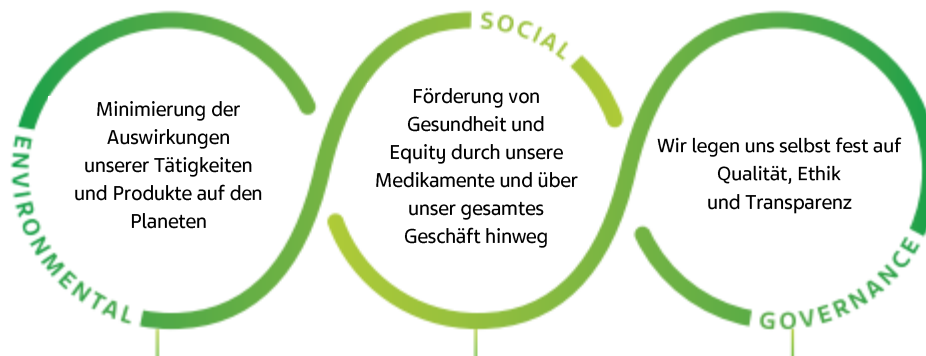 ENVIRONMENTAL
Minimierung der
Auswirkungen
unserer Tätigkeiten
und Produkte auf den
Planeten
SOCIAL
Förderung von
Gesundheit und
Equity durch unsere
Medikamente und über
unser gesamtes
Geschäft hinweg
GOVERNANCE
Wir legen uns selbst fest auf
Qualität, Ethik
und Transparenz